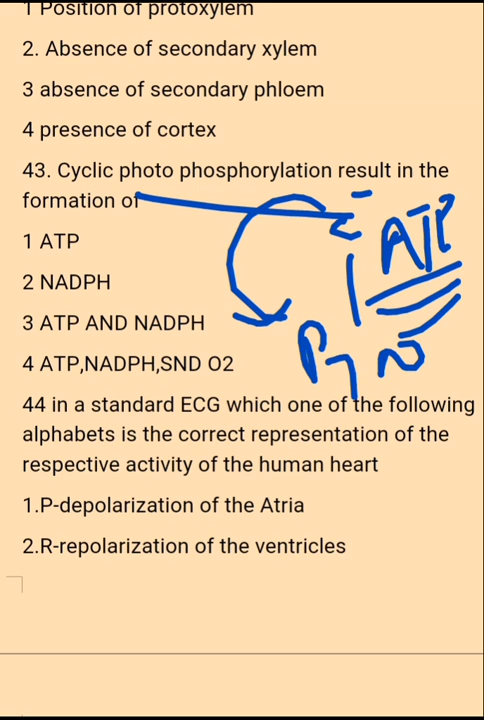 1 Position of protoxylem
2. Absence of secondary xylem
3 absence of secondary phloem
4 presence of cortex
43. Cyclic photo phosphorylation result in the
formation of
ATP
1 ATP
2 NADPH
3 ATP AND NADPH
4 ATP,NADPH,SND O2
44 in a standard ECG which one of the following
alphabets is the correct representation of the
respective activity of the human heart
1.P-depolarization of the Atria
2.R-repolarization of the ventricles